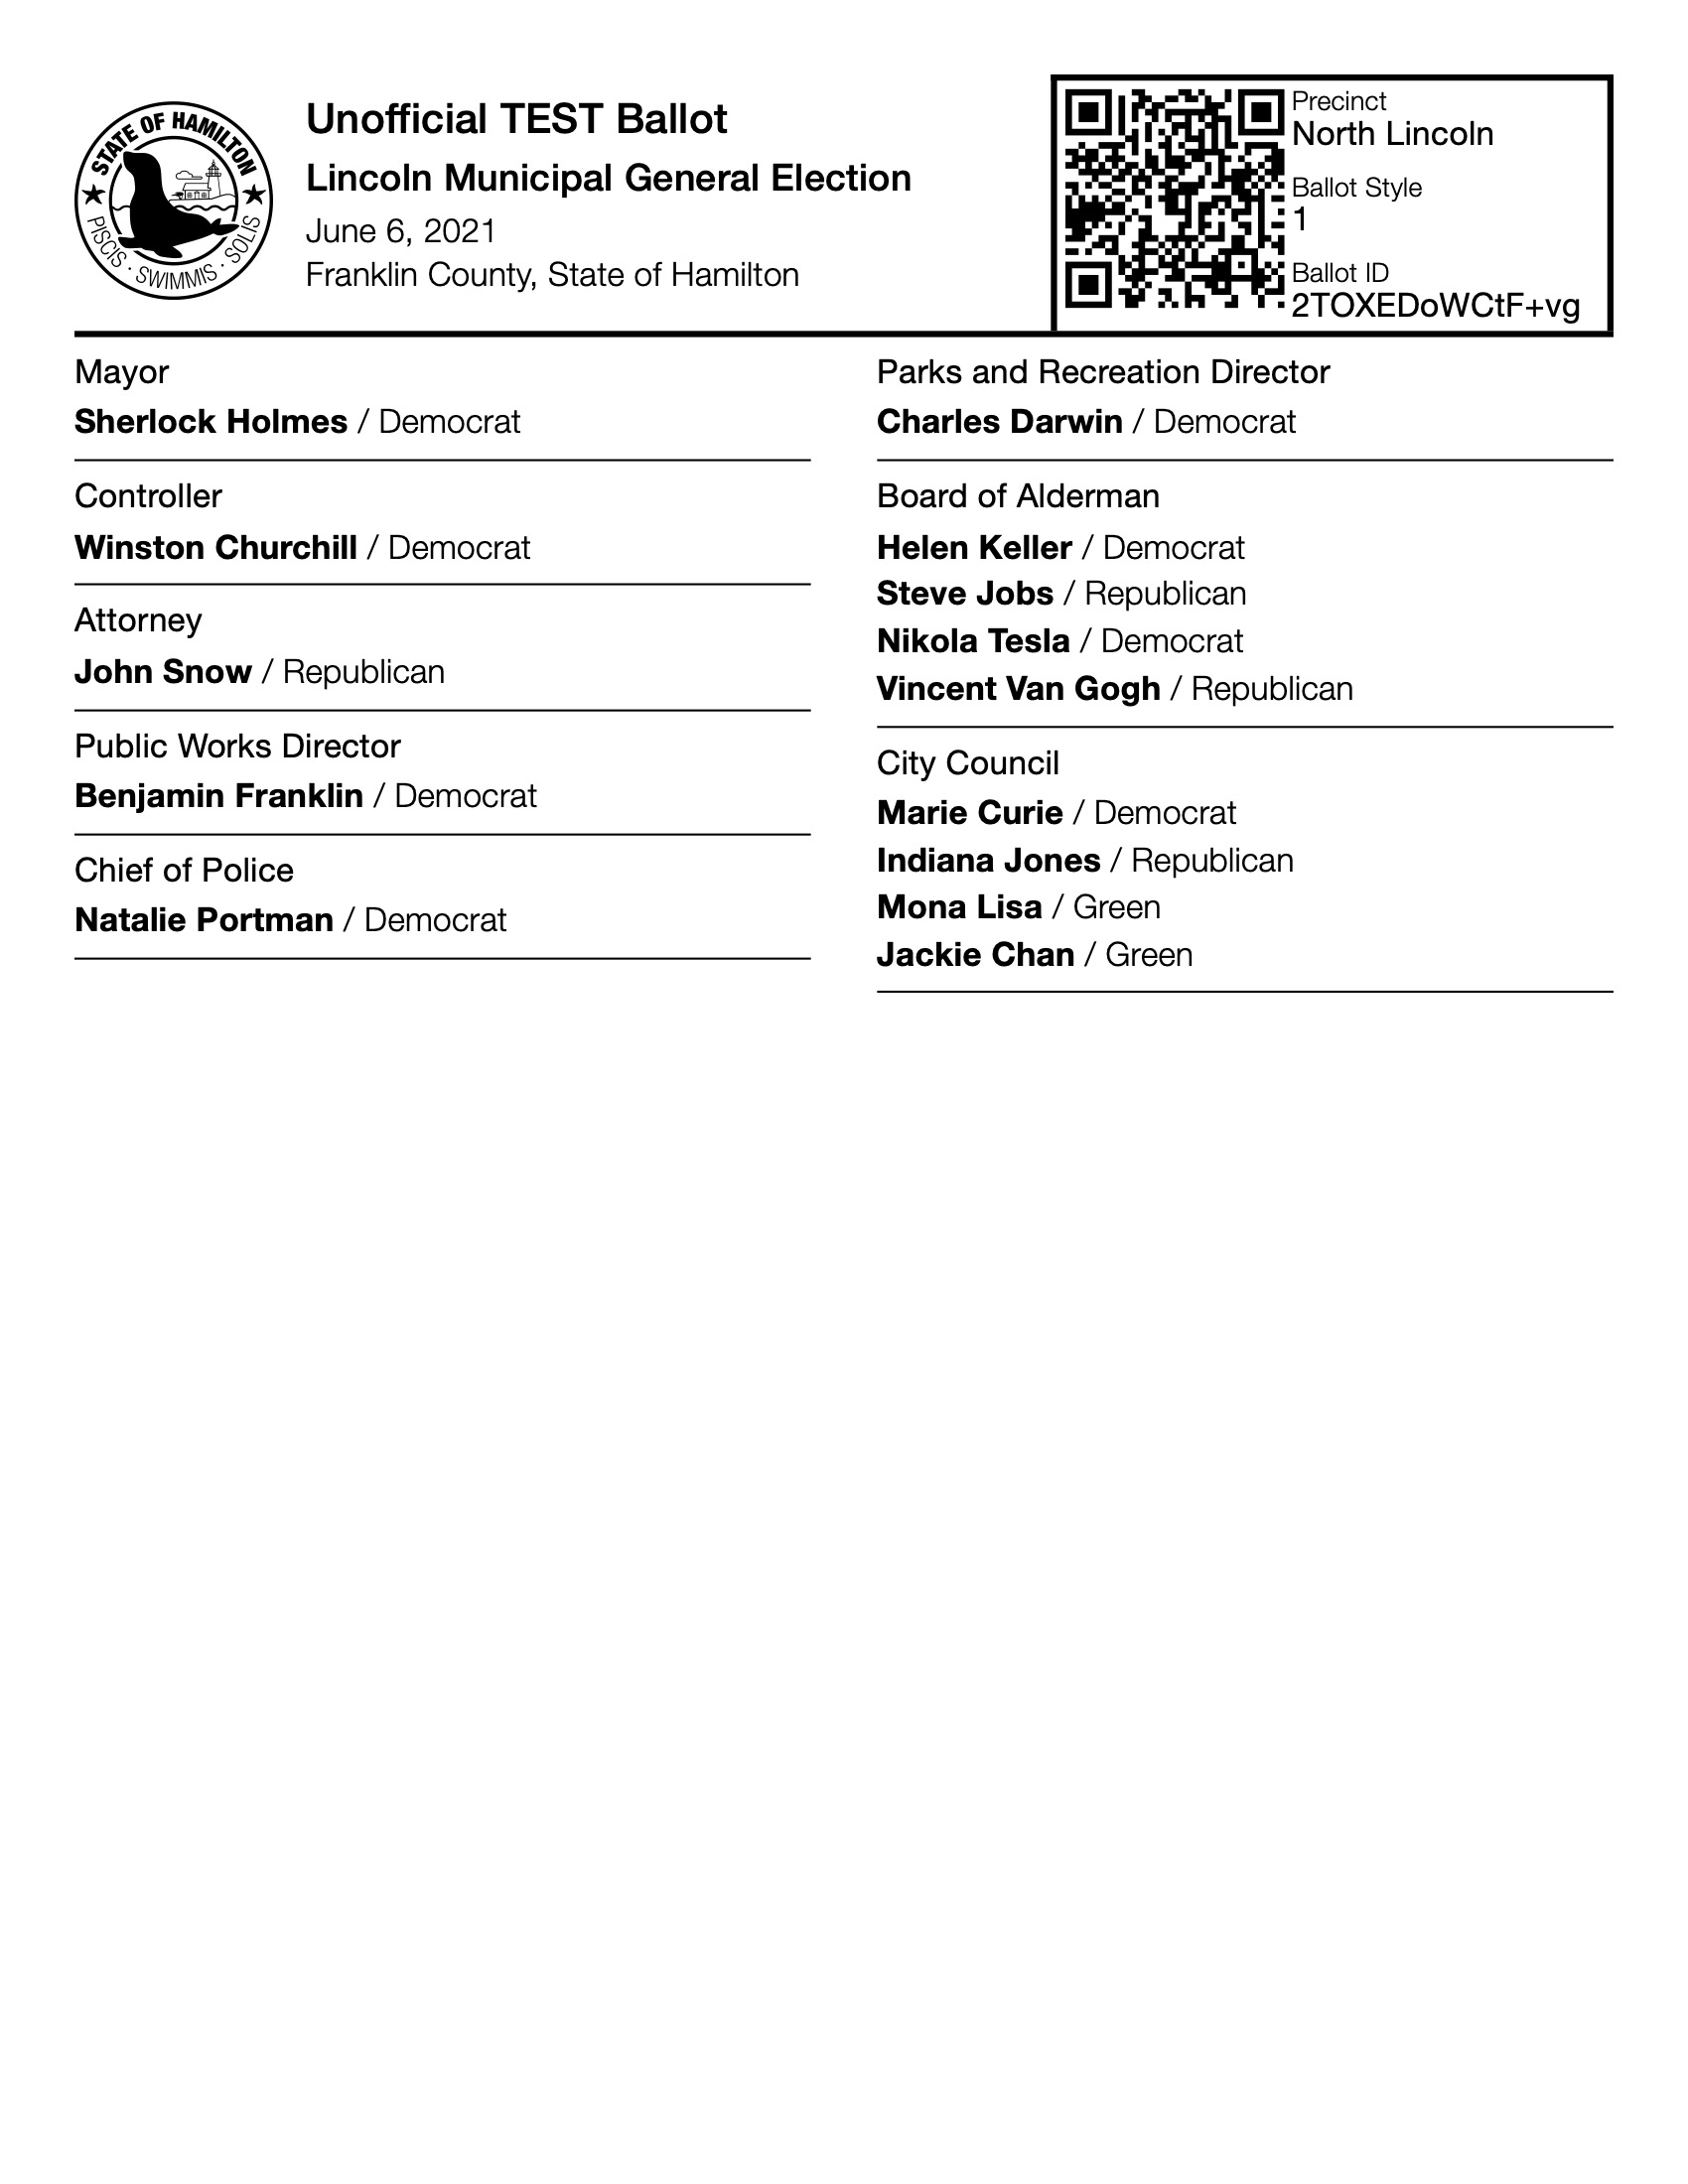 STATE OF HAMILTON
PISCIS · SWIMMIS · SOLIS
Unofficial TEST Ballot
Lincoln Municipal General Election
June 6, 2021
Franklin County, State of Hamilton
Precinct
North Lincoln
Ballot Style
1
Ballot ID
2TOXEDoWCtF+vg
Mayor
Sherlock Holmes / Democrat
Controller
Winston Churchill / Democrat
Attorney
John Snow / Republican
Public Works Director
Benjamin Franklin / Democrat
Chief of Police
Natalie Portman / Democrat
Parks and Recreation Director
Charles Darwin / Democrat
Board of Alderman
Helen Keller / Democrat
Steve Jobs / Republican
Nikola Tesla / Democrat
Vincent Van Gogh / Republican
City Council
Marie Curie / Democrat
Indiana Jones / Republican
Mona Lisa / Green
Jackie Chan / Green